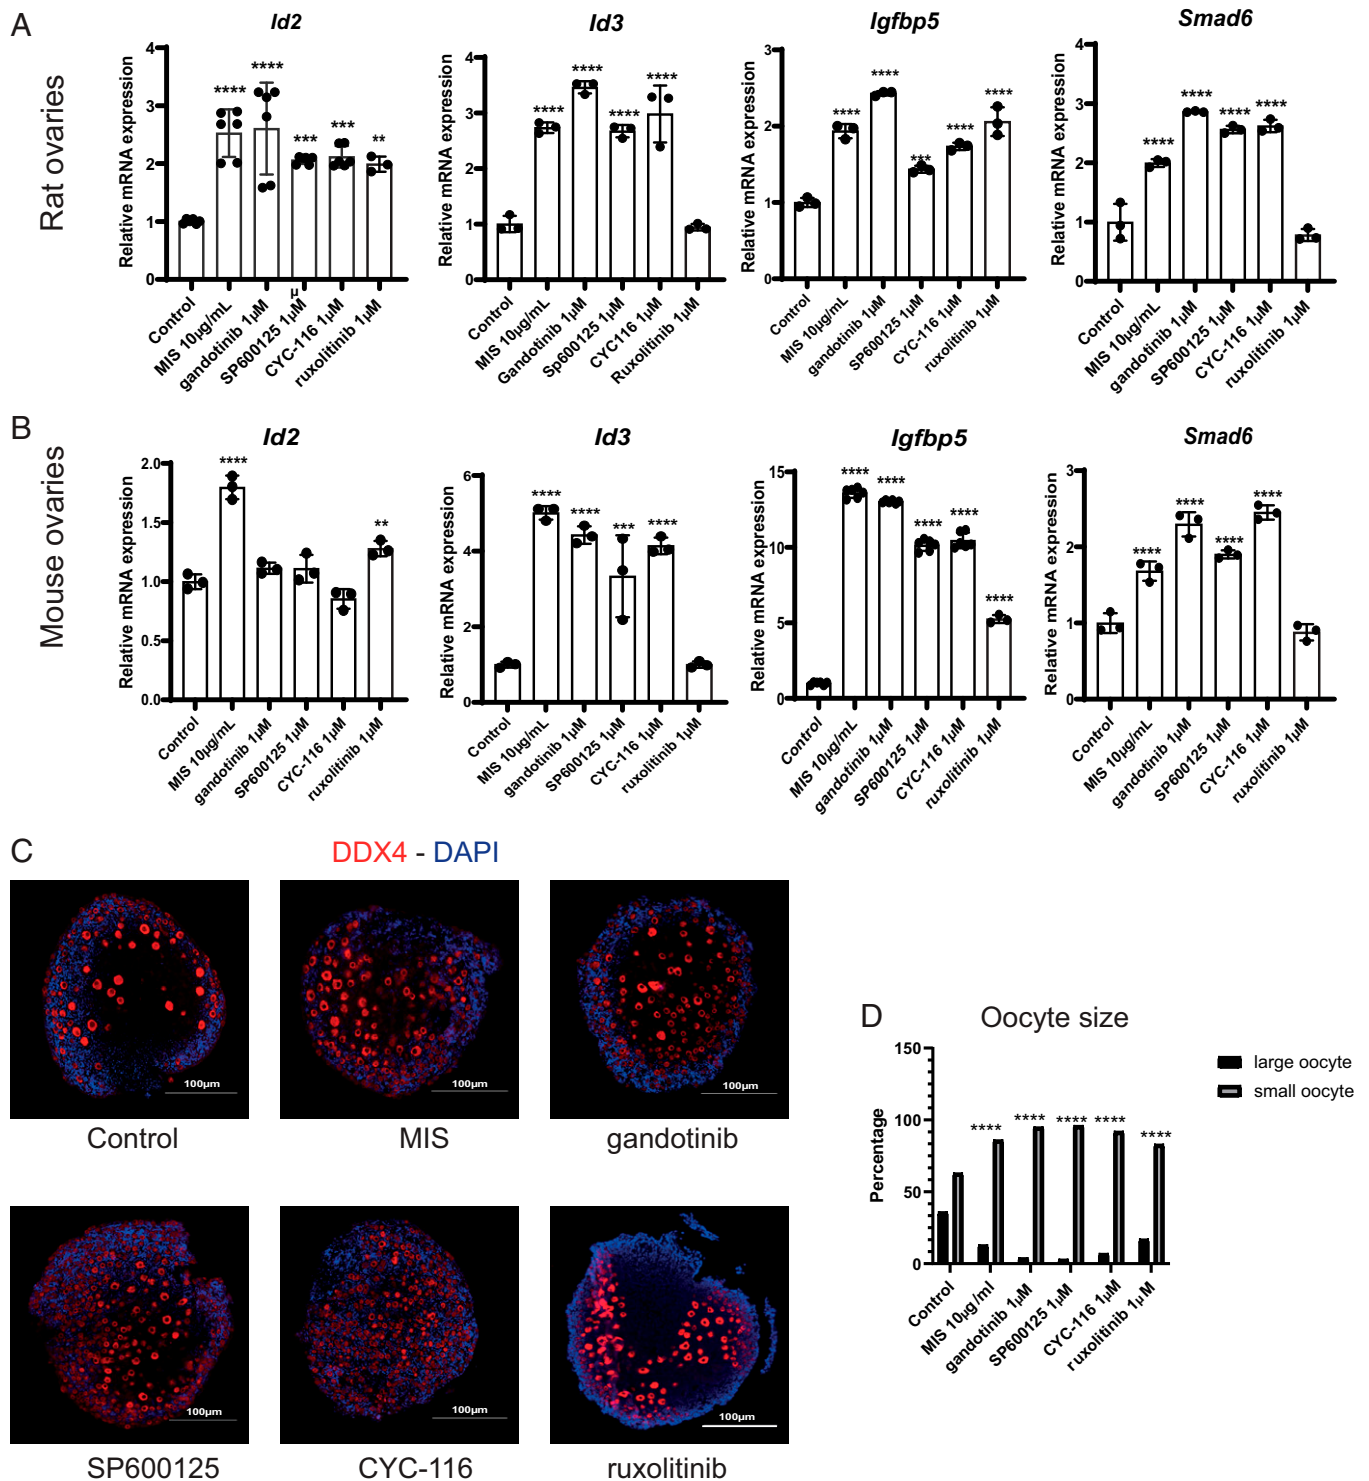 A
Rat ovaries
Id2
Relative mRNA expression
4
3
2
1
0
****
****
***
***
**
Control
MIS 10µg/mL
gandotinib 1µM
µ
SP600125 1µM
CYC-116 1µM
ruxolitinib 1µM
Id3
Relative mRNA expression
4
3
2
1
0
****
****
****
****
Control
MIS 10µg/mL
Gandotinib 1µM
Sp600125 1µM
CYC116 1µM
Ruxolitinib 1µM
Igfbp5
Relative mRNA expression
3
2
1
0
****
****
***
****
****
Control
MIS 10µg/mL
gandotinib 1µM
SP600125 1µM
CYC-116 1µM
ruxolitinib 1µM
Smad6
Relative mRNA expression
4
3
2
1
0
****
****
****
****
Control
MIS 10µg/mL
gandotinib 1µM
SP600125 1µM
CYC-116 1µM
ruxolitinib 1µM
B
Mouse ovaries
Id2
Relative mRNA expression
2.0
1.5
1.0
0.5
0.0
****
**
Control
MIS 10µg/mL
gandotinib 1µM
SP600125 1µM
CYC-116 1µM
ruxolitinib 1µM
Id3
Relative mRNA expression
6
4
2
0
****
****
***
****
Control
MIS 10µg/mL
gandotinib 1µM
SP600125 1µM
CYC-116 1µM
ruxolitinib 1µM
Igfbp5
Relative mRNA expression
15
10
5
0
****
****
****
****
****
Control
MIS 10µg/mL
gandotinib 1µM
SP600125 1µM
CYC-116 1µM
ruxolitinib 1µM
Smad6
Relative mRNA expression
3
2
1
0
****
****
****
****
Control
MIS 10µg/mL
gandotinib 1µM
SP600125 1µM
CYC-116 1µM
ruxolitinib 1µM
C
DDX4 - DAPI
100µm
100µm
100µm
Control
MIS
gandotinib
100µm
100µm
100µm
SP600125
CYC-116
ruxolitinib
D
Oocyte size
Percentage
150
100
50
0
****
****
****
****
****
Control
MIS 10µg/ml
gandotinib 1µM
SP600125 1µM
CYC-116 1µM
ruxolitinib 1µM
large oocyte
small oocyte